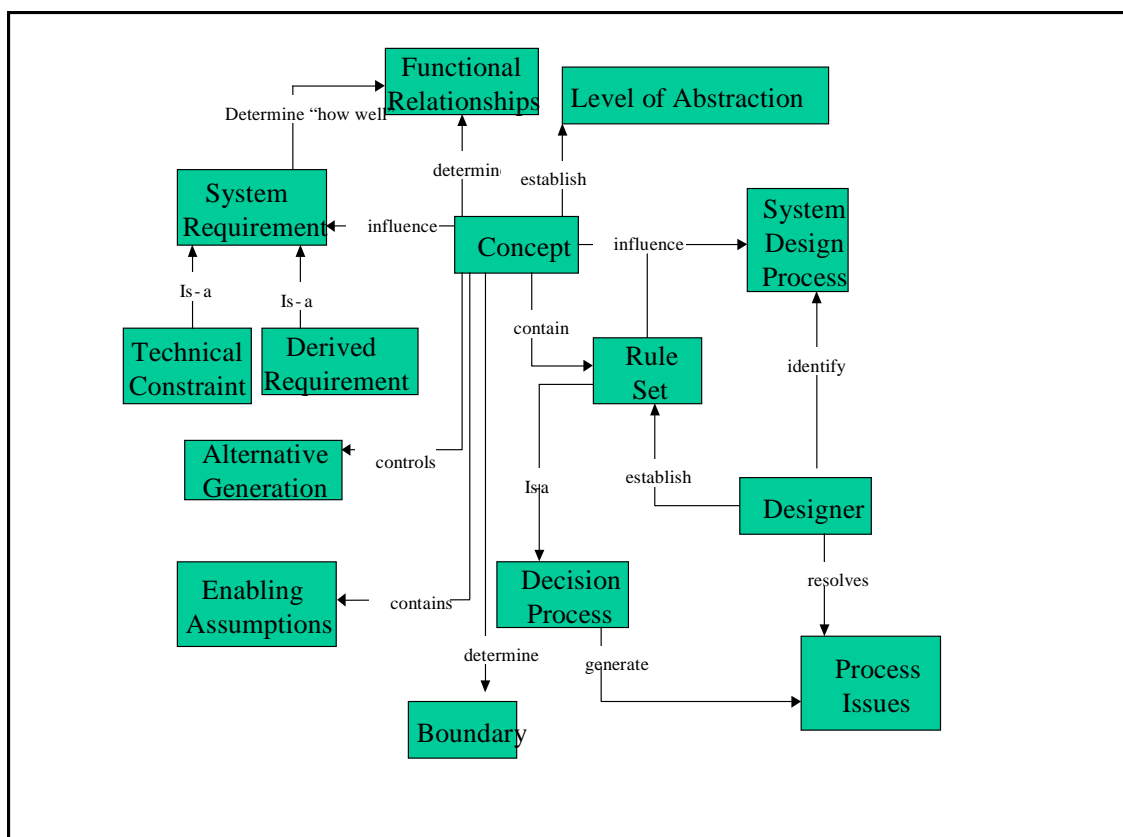 Functional
Relationships
Level of Abstraction
Determine “how well
determine
establish
System
Requirement
System
Design
Process
influence
Concept
influence
Is-a
Is-a
contain
Technical
Constraint
Derived
Requirement
Rule
Set
identify
Alternative
Generation
controls
Is-a
establish
Designer
Enabling
Assumptions
contains
Decision
Process
resolves
determine
generate
Process
Issues
Boundary